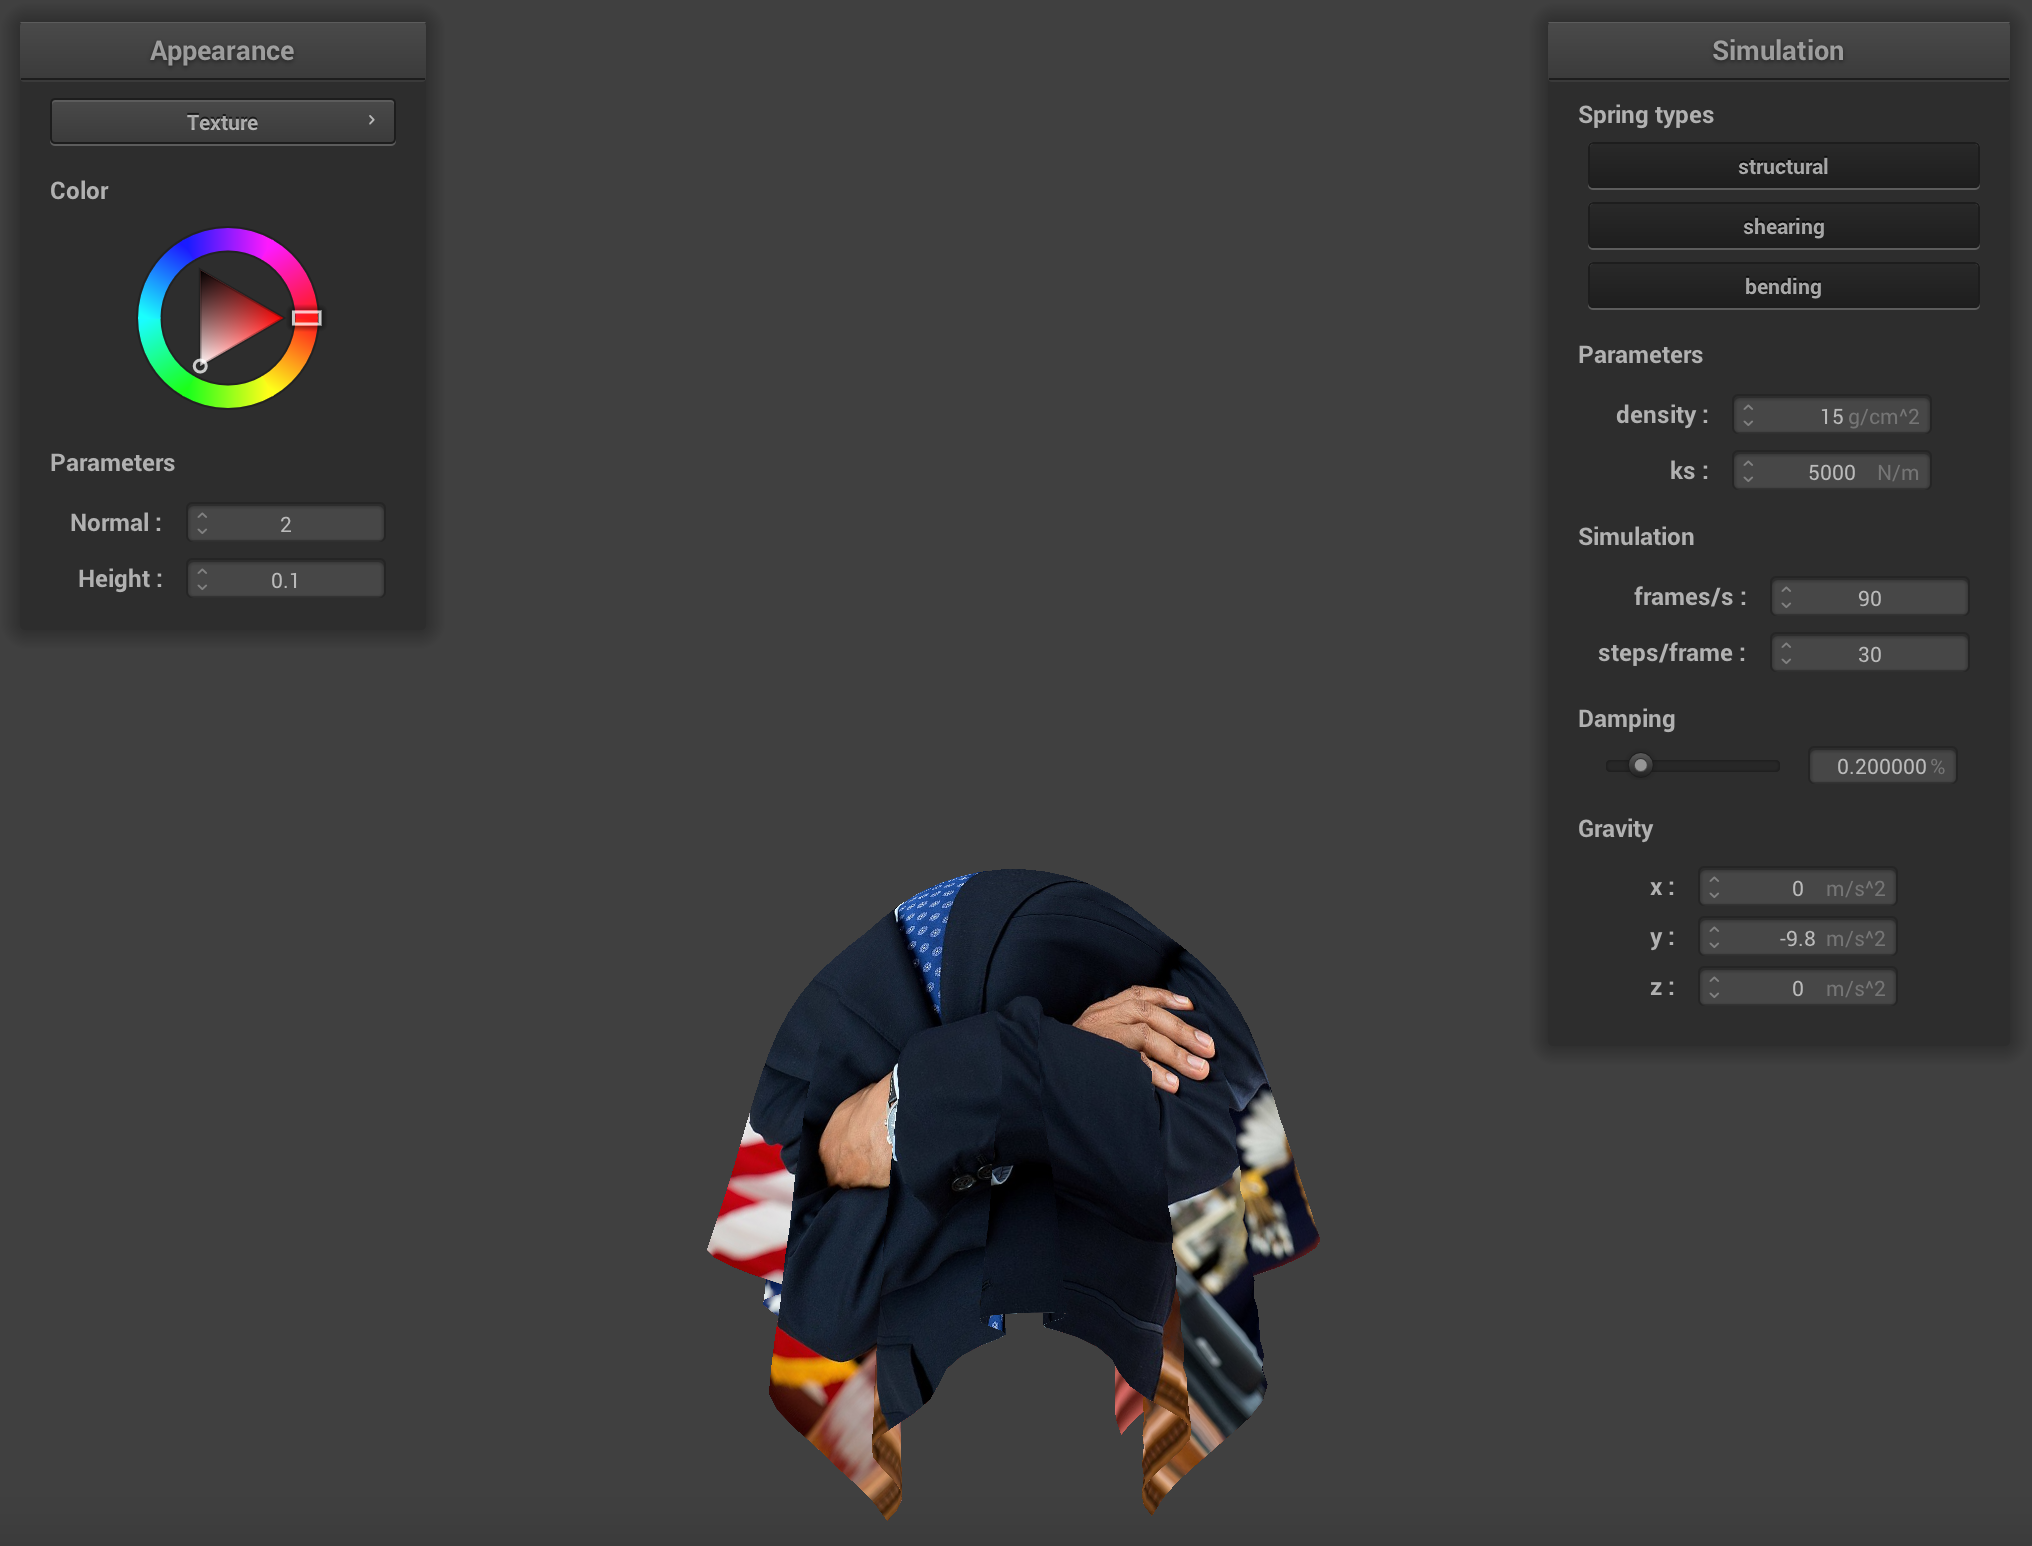 Appearance
Texture
Color
Parameters
Normal : 2
Height : 0.1
Simulation
Spring types
structural
shearing
bending
Parameters
density : 15 g/cm^2
ks : 5000 N/m
Simulation
frames/s : 90
steps/frame : 30
Damping
0.200000 %
Gravity
x : 0 m/s^2
y : -9.8 m/s^2
z : 0 m/s^2